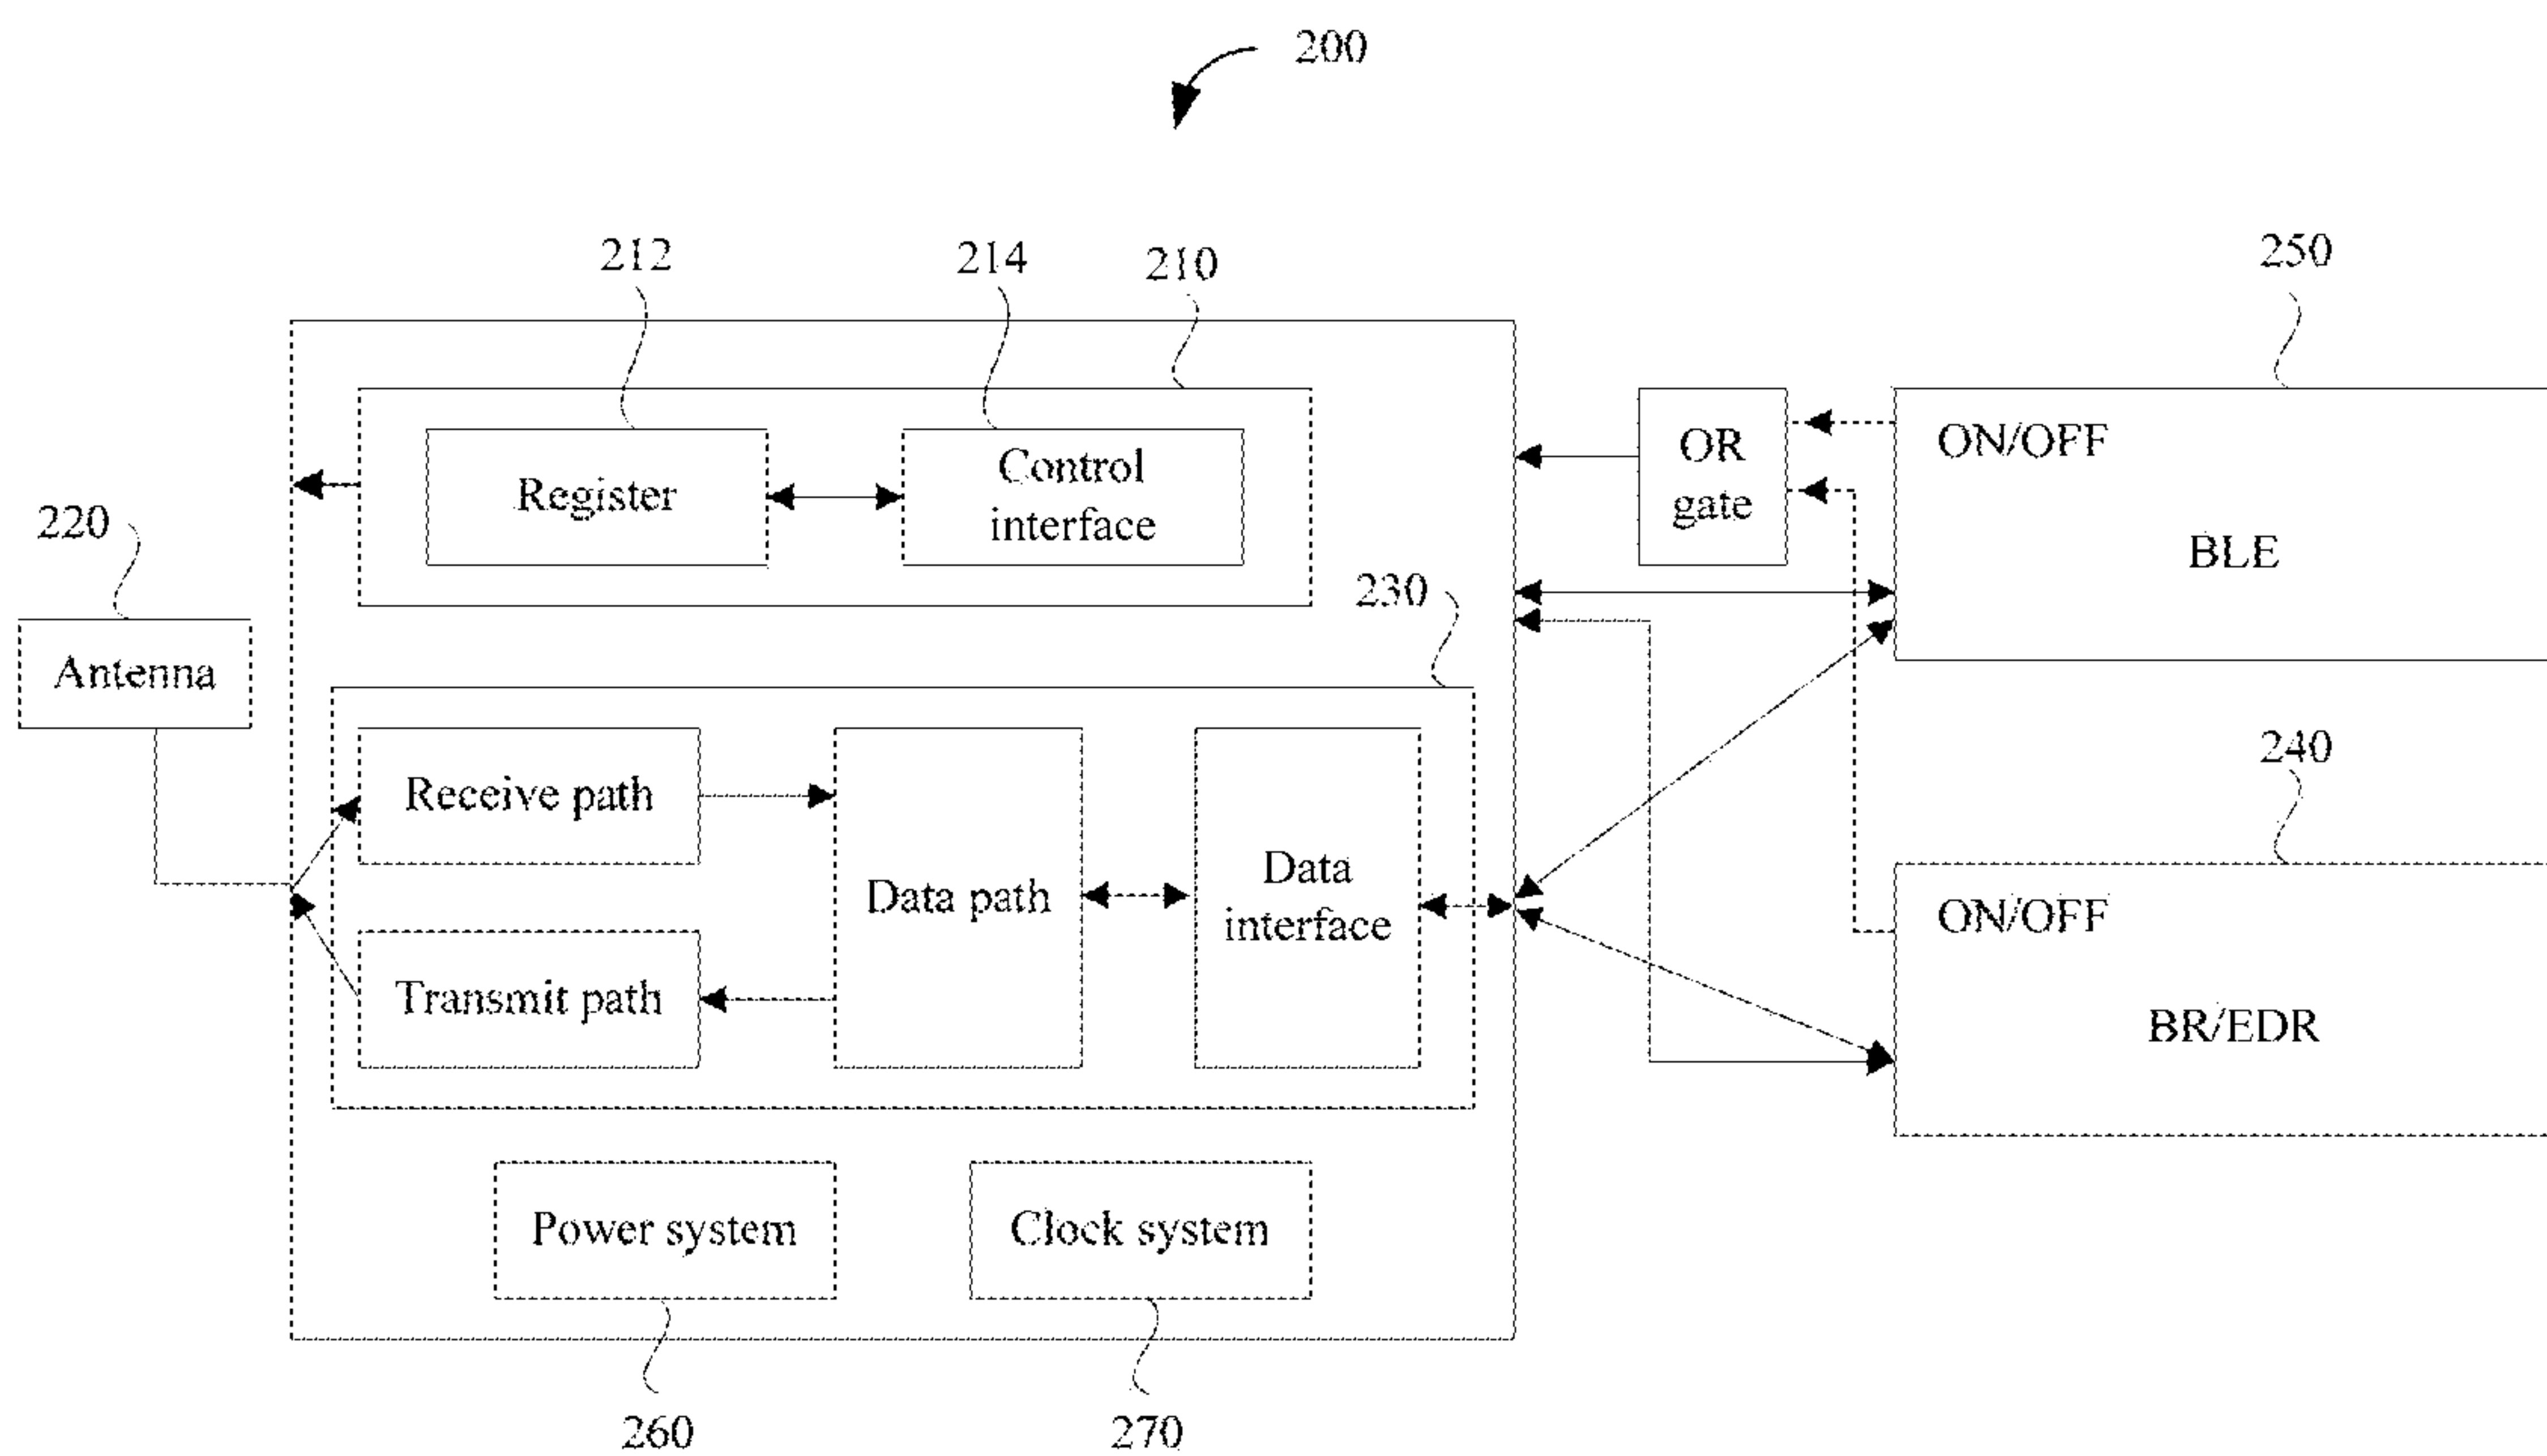 200
212
214
210
250
Register
Control
interface
OR
gate
ON/OFF
BLE
220
230
Antenna
240
Receive path
Data path
Data
interface
Transmit path
ON/OFF
BR/EDR
Power system
Clock system
260
270